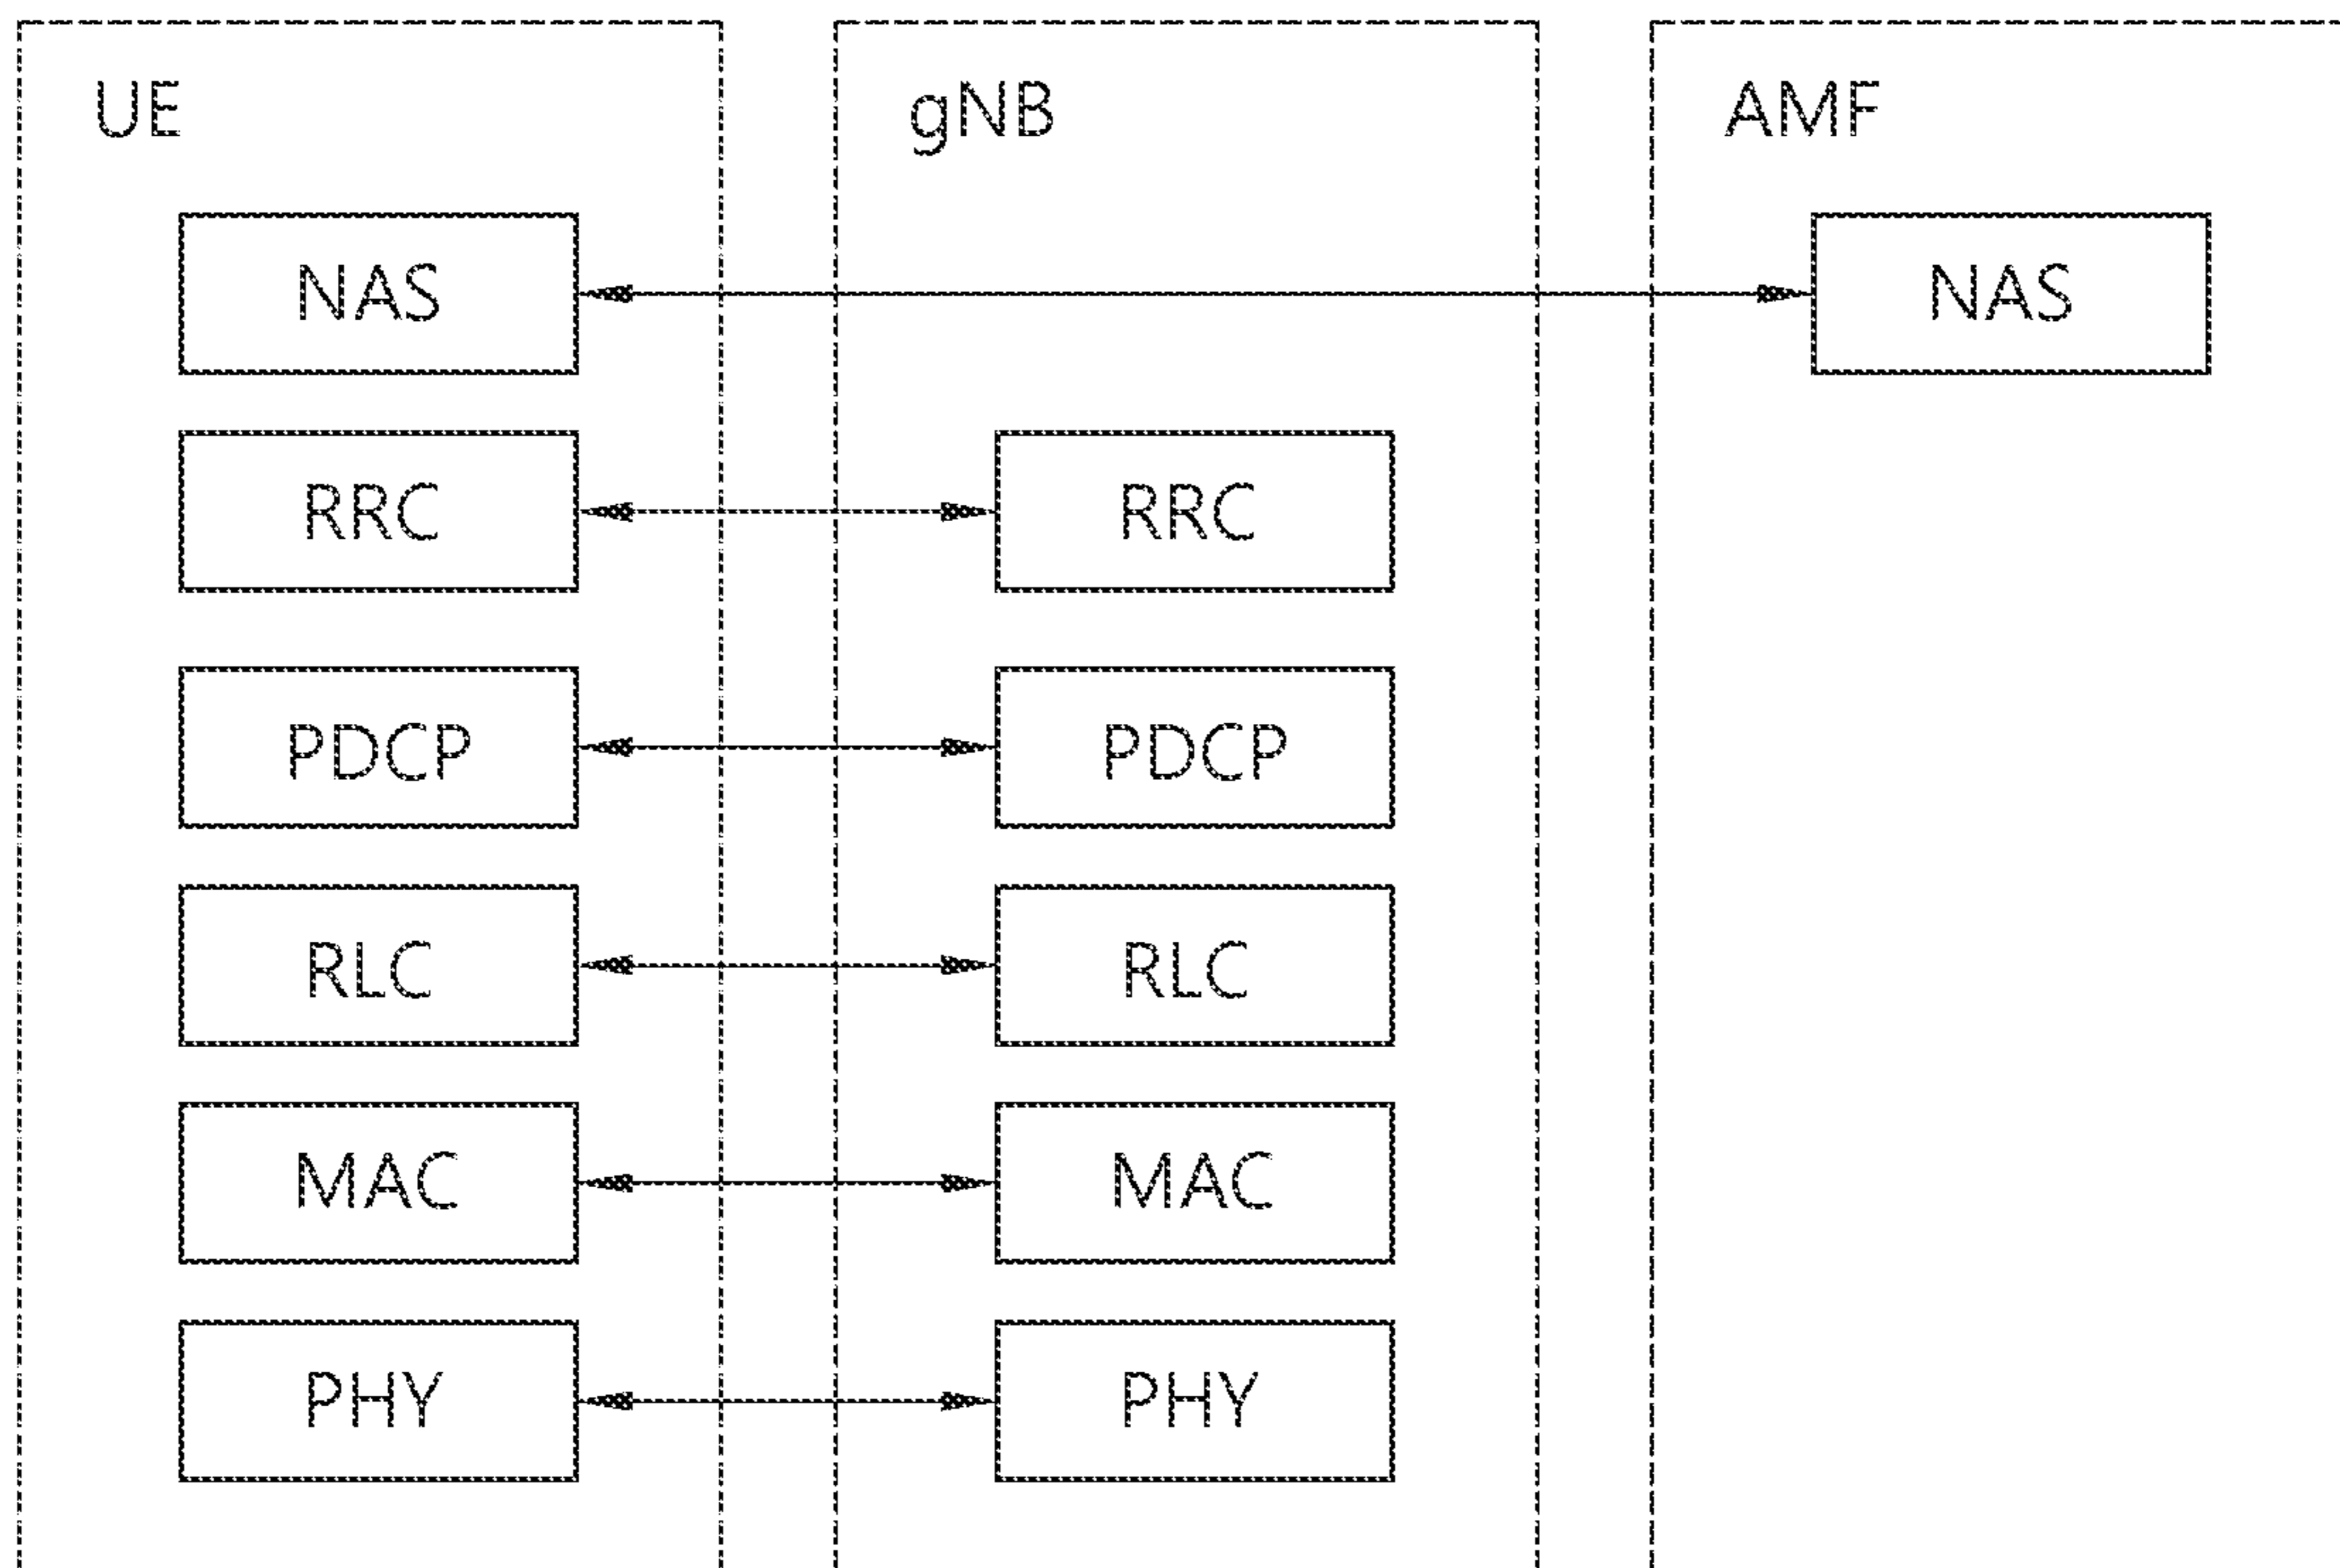 UE gNB AMF
NAS NAS
RRC RRC
PDCP PDCP
RLC RLC
MAC MAC
PHY PHY